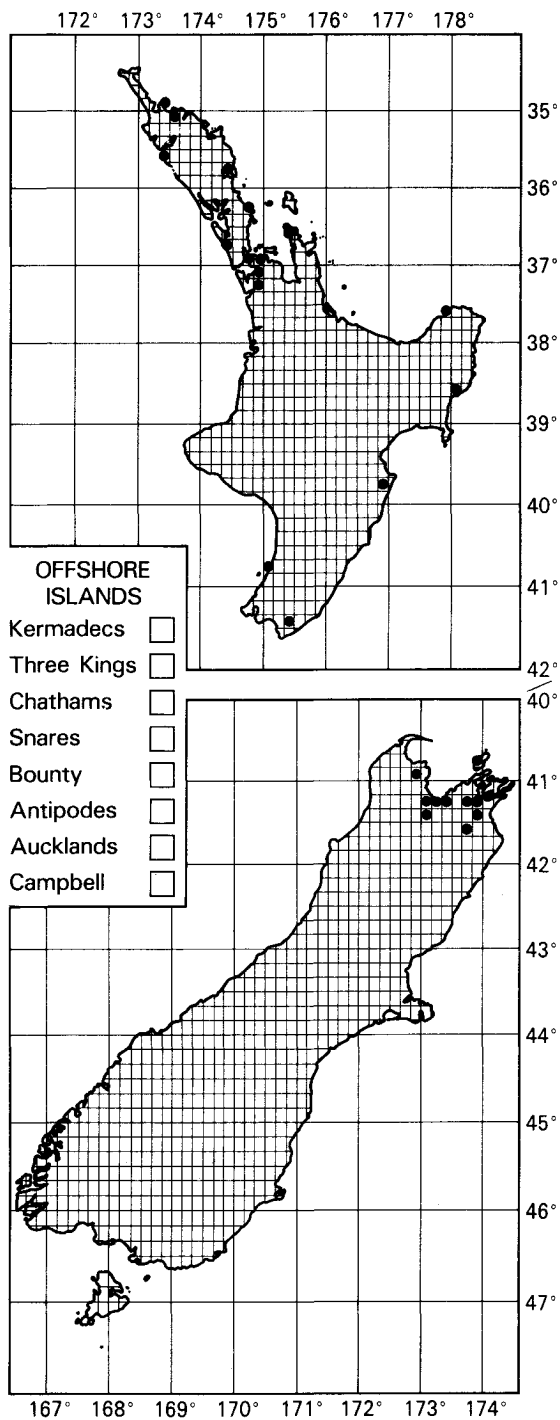 172° 173° 174° 175° 176° 177° 178°
35°
36°
37°
38°
39°
40°
41°
42°
OFFSHORE
ISLANDS
Kermadecs
Three Kings
Chathams
Snares
Bounty
Antipodes
Aucklands
Campbell
40°
41°
42°
43°
44°
45°
46°
47°
167° 168° 169° 170° 171° 172° 173° 174°